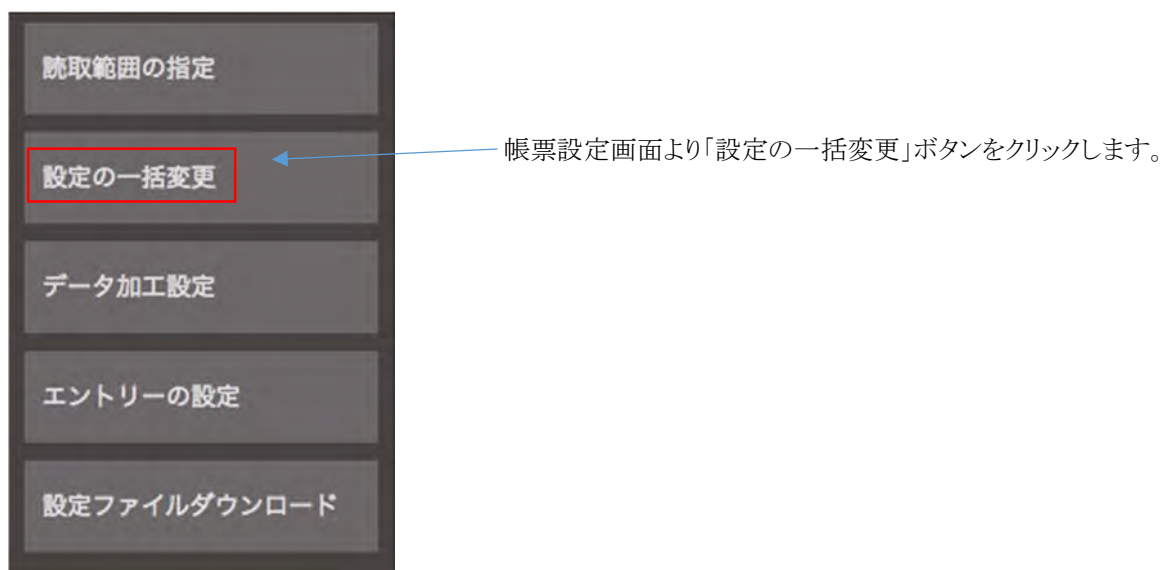 読取範囲の指定
設定の一括変更
帳票設定画面より「設定の一括変更」ボタンをクリックします。
データ加工設定
エントリーの設定
設定ファイルダウンロード